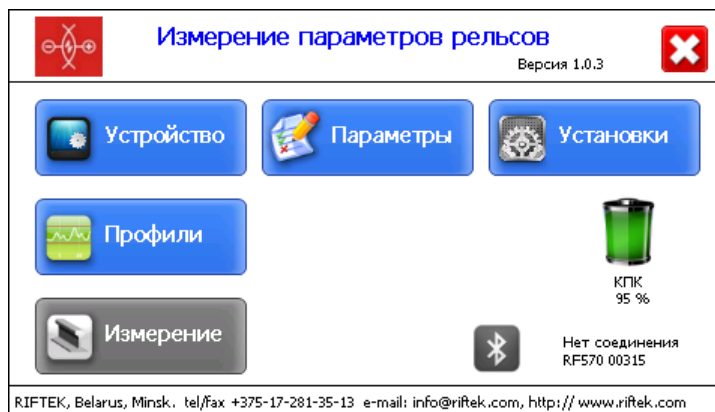 Измерение параметров рельсов
Версия 1.0.3
Устройство
Параметры
Установки
Профили
КПК
95 %
Измерение
Нет соединения
RF570 00315
RIFTEK, Belarus, Minsk. tel/fax +375-17-281-35-13 e-mail: info@riftek.com, http:// www.riftek.com